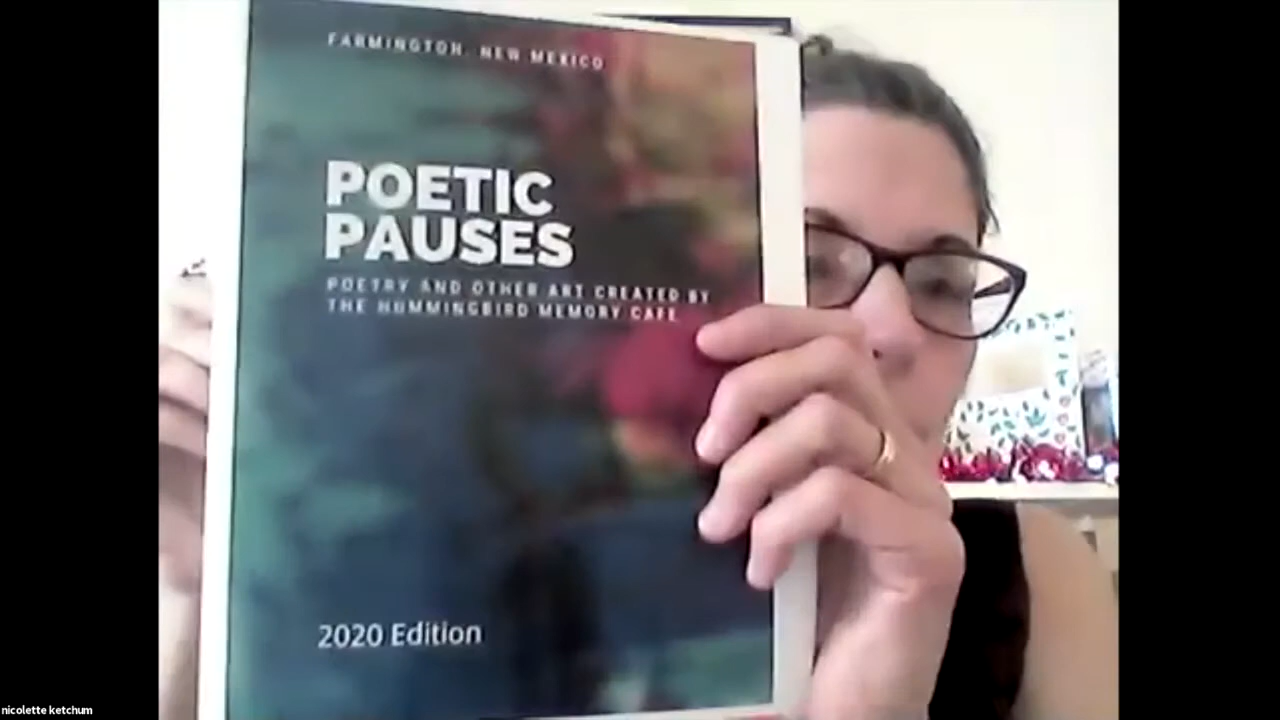 FARMINGTON, NEW MEXICO
POETIC
PAUSES
POETRY AND OTHER ART CREATED BY
THE HUMMINGBIRD MEMORY CAFE
2020 Edition
nicolette ketchum